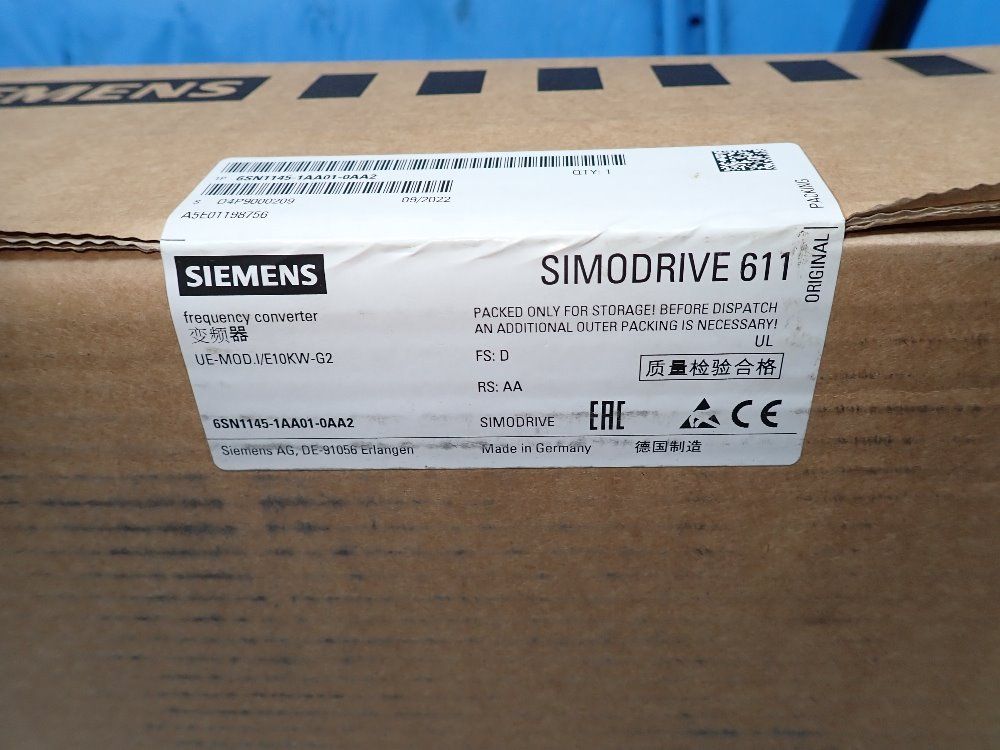 SIEMENS
1P 6SN1145-1AA01-0AA2
QTY: 1
S 04P9000209 09/2022
A5E01198756
ORIGINAL PACKING
SIEMENS
SIMODRIVE 611
frequency converter
变频器
PACKED ONLY FOR STORAGE! BEFORE DISPATCH
AN ADDITIONAL OUTER PACKING IS NECESSARY!
UL
UE-MOD.I/E10KW-G2
FS: D
质量检验合格
RS: AA
6SN1145-1AA01-0AA2 SIMODRIVE EAC CE
Siemens AG, DE-91056 Erlangen Made in Germany 德国制造